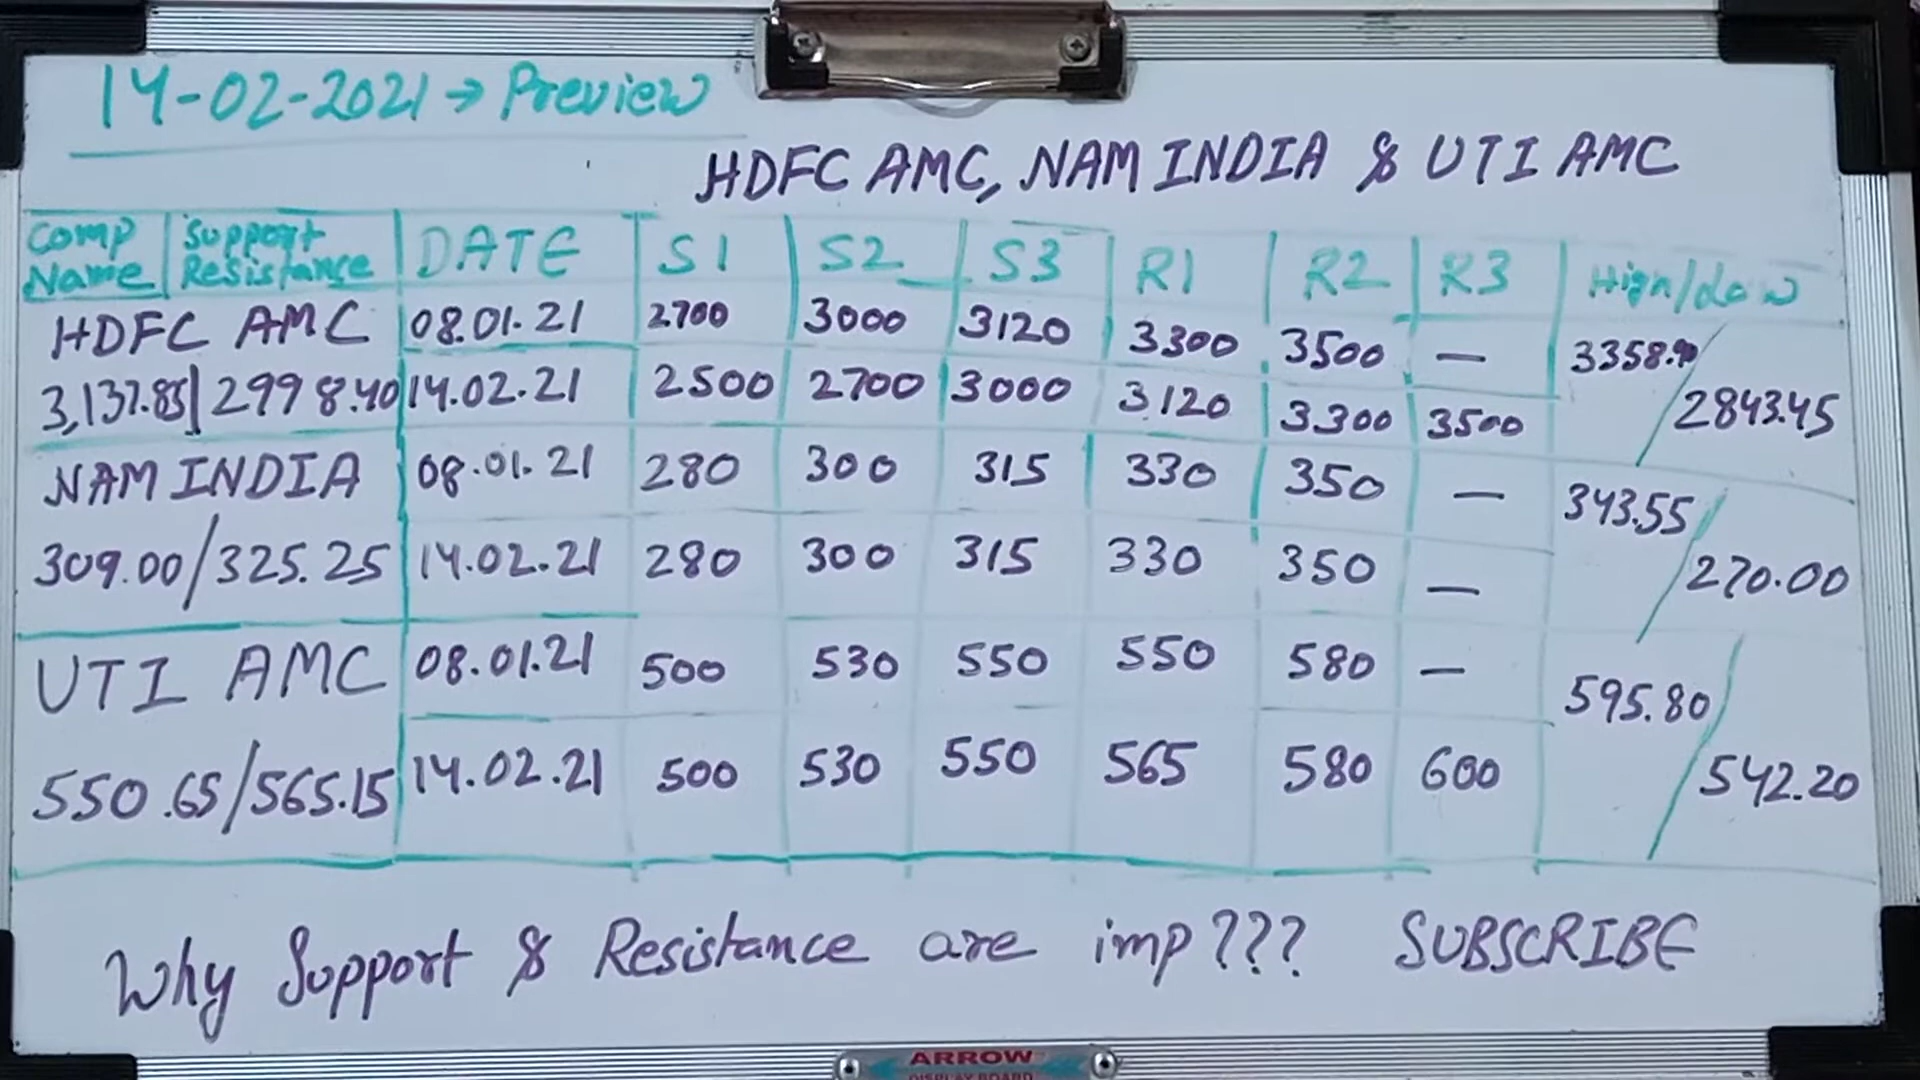 14-02-2021 → Preview
HDFC AMC, NAM INDIA & UTI AMC
Comp Name | Support Resistance | DATE | S1 | S2 | S3 | R1 | R2 | R3 | High/Low
HDFC AMC 08.01.21 2700 3000 3120 3300 3500 — 3358.90/
3,137.85|2998.40 14.02.21 2500 2700 3000 3120 3300 3500 2843.45
NAM INDIA 08.01.21 280 300 315 330 350 — 343.55/
309.00/325.25 14.02.21 280 300 315 330 350 — 270.00
UTI AMC 08.01.21 500 530 550 550 580 — 595.80/
550.65/565.15 14.02.21 500 530 550 565 580 600 542.20
Why Support & Resistance are imp??? SUBSCRIBE
ARROW
DISPLAY BOARD